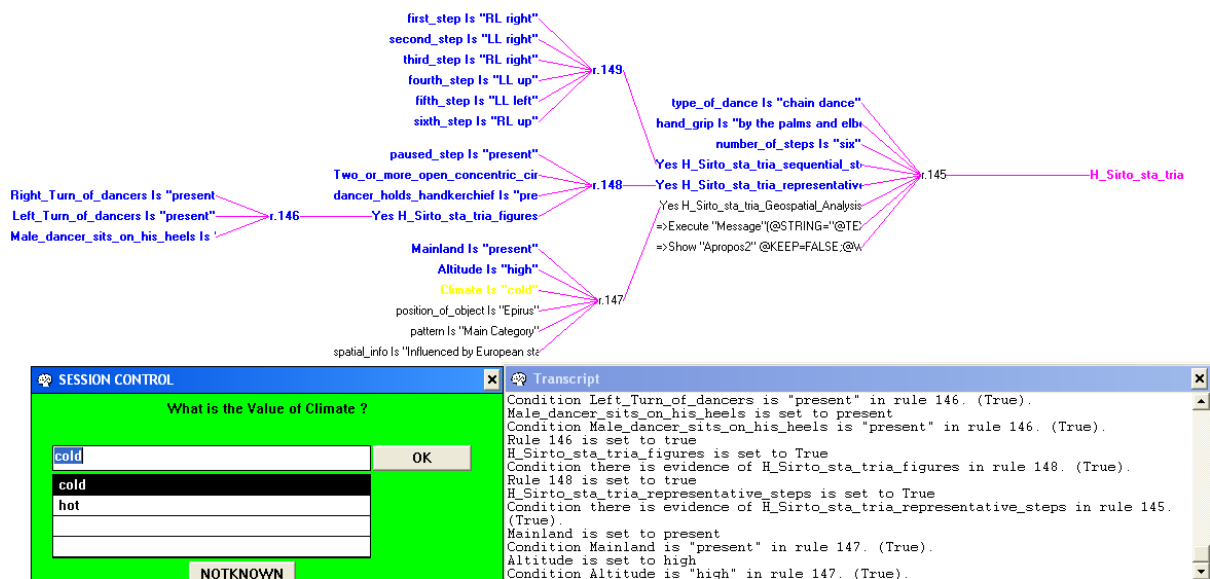 first_step Is "RL right"
second_step Is "LL right"
third_step Is "RL right"
r.149
fourth_step Is "LL up"
fifth_step Is "LL left"
sixth_step Is "RL up"
type_of_dance Is "chain dance"
hand_grip Is "by the palms and elb
number_of_steps Is "six"
paused_step Is "present"
Yes H_Sirto_sta_tria_sequential_st
Two_or_more_open_concentric_cir
r.145
H_Sirto_sta_tria
r.148
Yes H_Sirto_sta_tria_representative
Right_Turn_of_dancers Is "present
dancer_holds_handkerchief Is "pre
Yes H_Sirto_sta_tria_Geospatial_Analysis
Left_Turn_of_dancers Is "present"
r.146
Yes H_Sirto_sta_tria_figures
=>Execute "Message"{@STRING="@TE
Male_dancer_sits_on_his_heels Is "
=>Show "Apropos2" @KEEP=FALSE;@W
Mainland Is "present"
Altitude Is "high"
Climate Is "cold"
r.147
position_of_object Is "Epirus"
pattern Is "Main Category"
spatial_info Is "Influenced by European sta
SESSION CONTROL
What is the Value of Climate ?
cold
OK
cold
hot
NOTKNOWN
Transcript
Condition Left_Turn_of_dancers is "present" in rule 146. (True).
Male_dancer_sits_on_his_heels is set to present
Condition Male_dancer_sits_on_his_heels is "present" in rule 146. (True).
Rule 146 is set to true
H_Sirto_sta_tria_figures is set to True
Condition there is evidence of H_Sirto_sta_tria_figures in rule 148. (True).
Rule 148 is set to true
H_Sirto_sta_tria_representative_steps is set to True
Condition there is evidence of H_Sirto_sta_tria_representative_steps in rule 145.
(True).
Mainland is set to present
Condition Mainland is "present" in rule 147. (True).
Altitude is set to high
Condition Altitude is "high" in rule 147. (True).